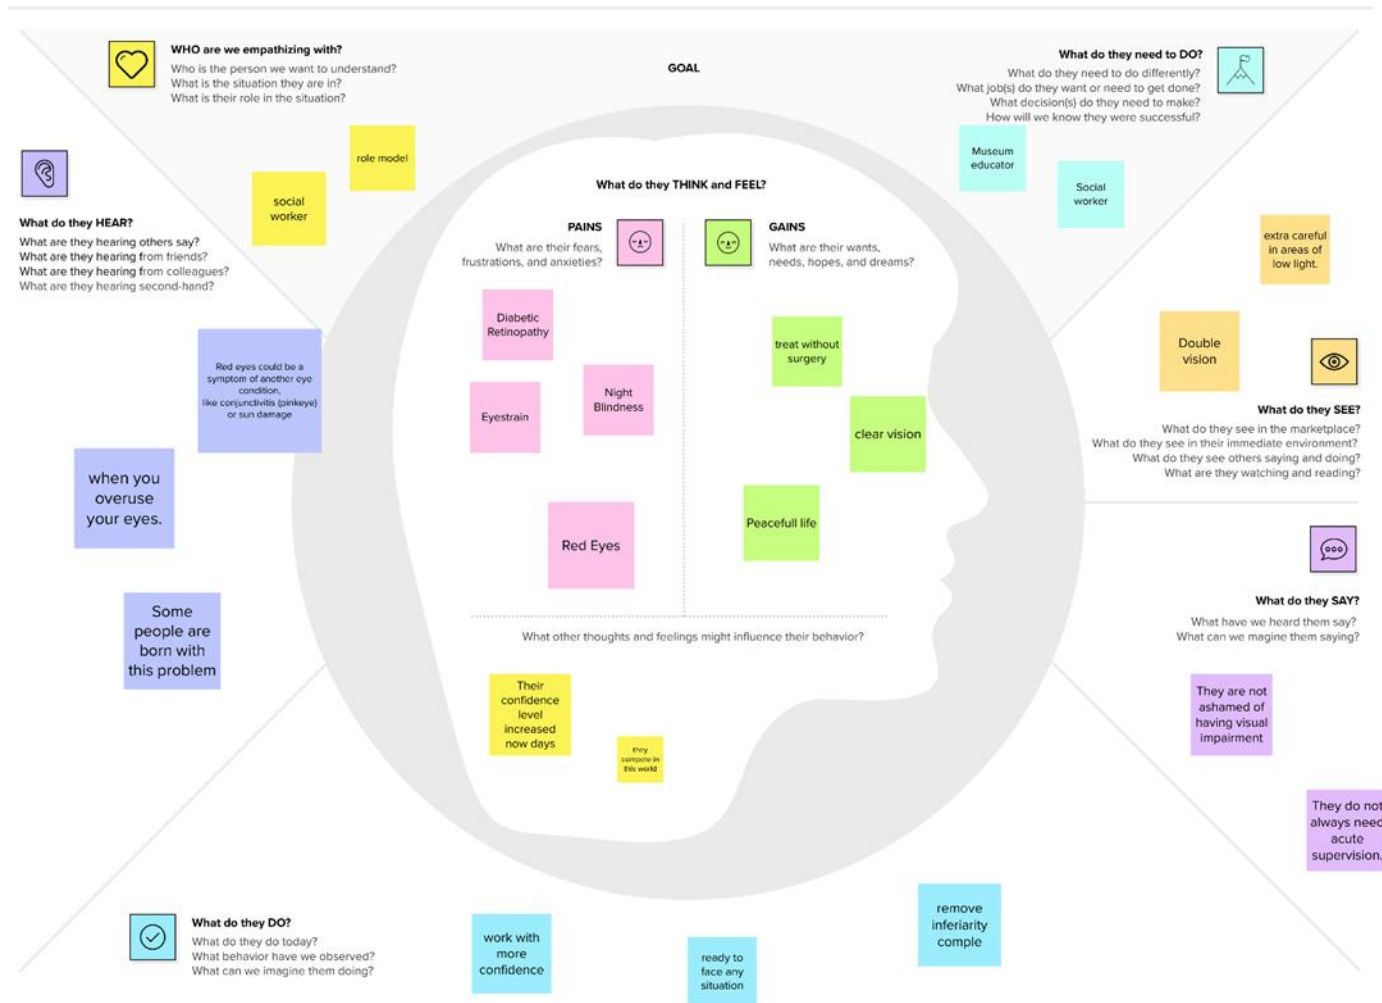 WHO are we empathizing with?
Who is the person we want to understand?
What is the situation they are in?
What is their role in the situation?
GOAL
What do they need to DO?
What do they need to do differently?
What job(s) do they want or need to get done?
What decision(s) do they need to make?
How will we know they were successful?
role model
social
worker
Museum
educator
Social
worker
What do they HEAR?
What are they hearing others say?
What are they hearing from friends?
What are they hearing from colleagues?
What are they hearing second-hand?
Red eyes could be a
symptom of another eye
condition,
like conjunctivitis (pinkeye)
or sun damage
when you
overuse
your eyes.
Some
people are
born with
this problem
What do they THINK and FEEL?
PAINS
What are their fears,
frustrations, and anxieties?
Diabetic
Retinopathy
Eyestrain
Night
Blindness
Red Eyes
GAINS
What are their wants,
needs, hopes, and dreams?
treat without
surgery
clear vision
Peacefull life
What other thoughts and feelings might influence their behavior?
Their
confidence
level
increased
now days
they
compete in
this world
extra careful
in areas of
low light.
Double
vision
What do they SEE?
What do they see in the marketplace?
What do they see in their immediate environment?
What do they see others saying and doing?
What are they watching and reading?
What do they SAY?
What have we heard them say?
What can we magine them saying?
They are not
ashamed of
having visual
impairment
They do not
always need
acute
supervision.
What do they DO?
What do they do today?
What behavior have we observed?
What can we imagine them doing?
work with
more
confidence
ready to
face any
situation
remove
inferiarity
comple